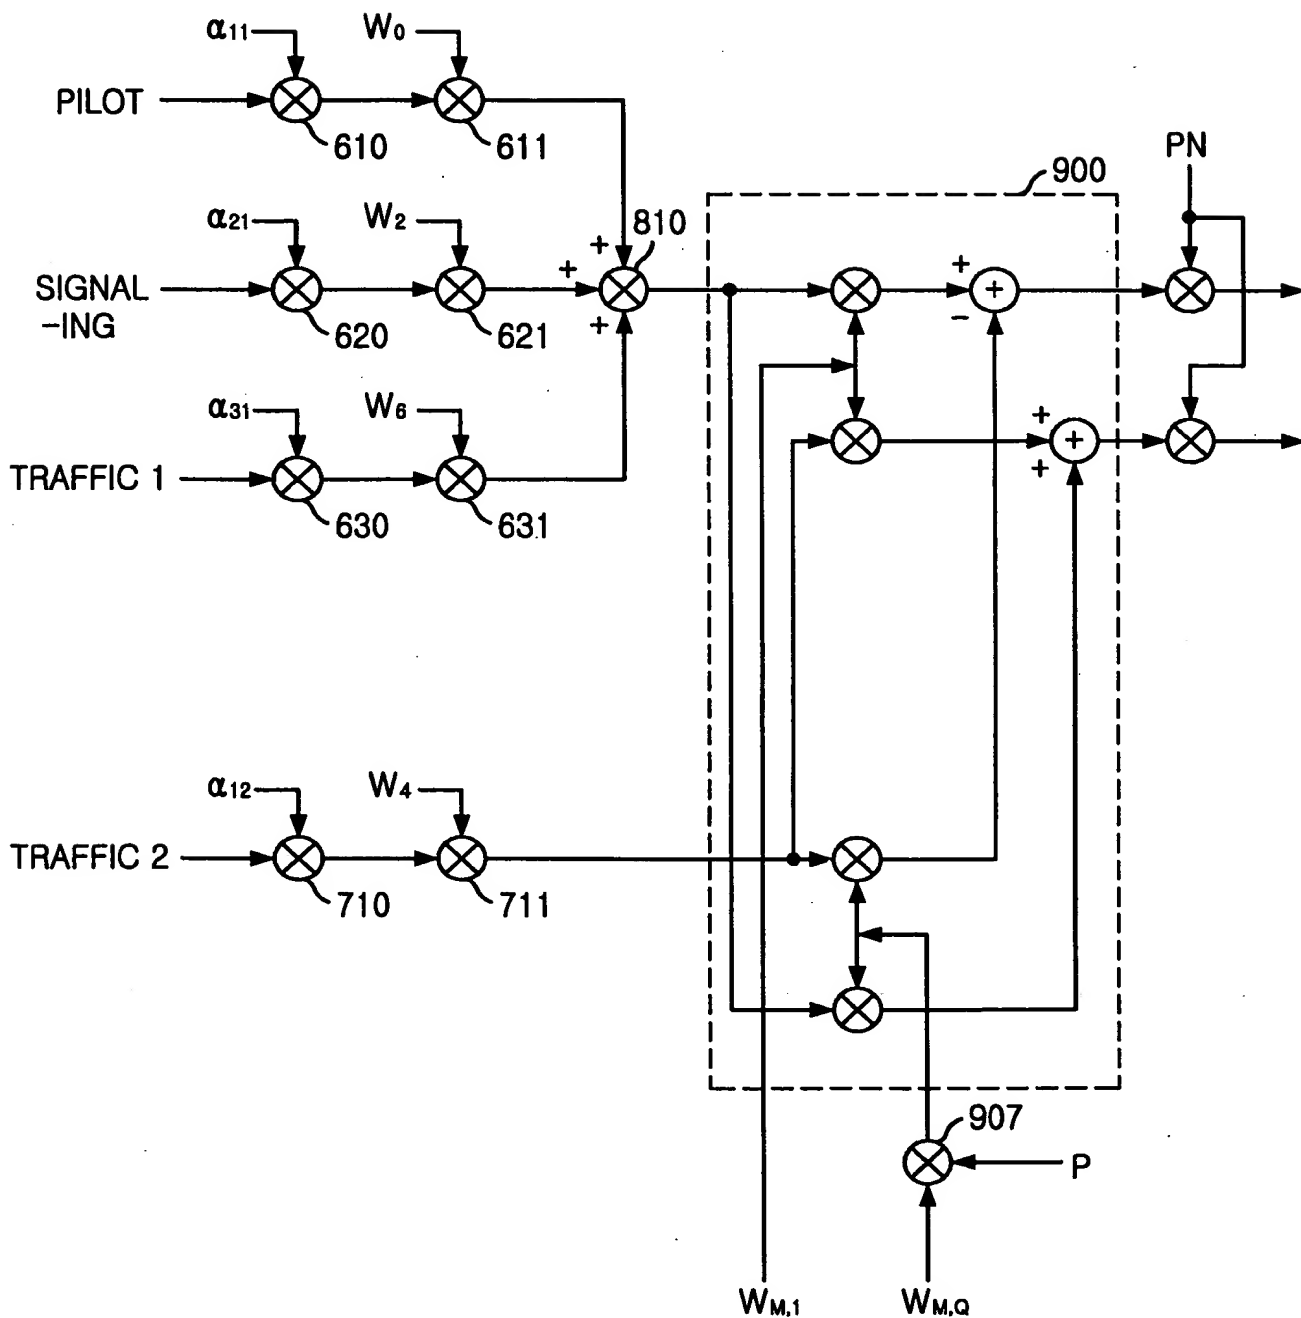 α11
W0
PILOT
610
611
PN
900
α21
W2
810
+
+
+
SIGNAL
-ING
620
621
+
-
+
α31
W6
+
+
+
TRAFFIC 1
630
631
α12
W4
TRAFFIC 2
710
711
907
P
WM,1
WM,Q